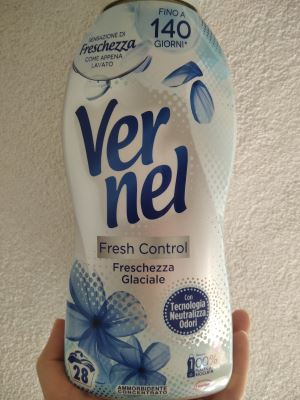 SENSAZIONE DI
Freschezza
COME APPENA
LAVATO
FINO A
140
GIORNI*
Ver
nel
Fresh Control
Freschezza
Glaciale
Con
Tecnologia
Neutralizza
Odori
28
100%
AMMORBIDENTE
CONCENTRATO